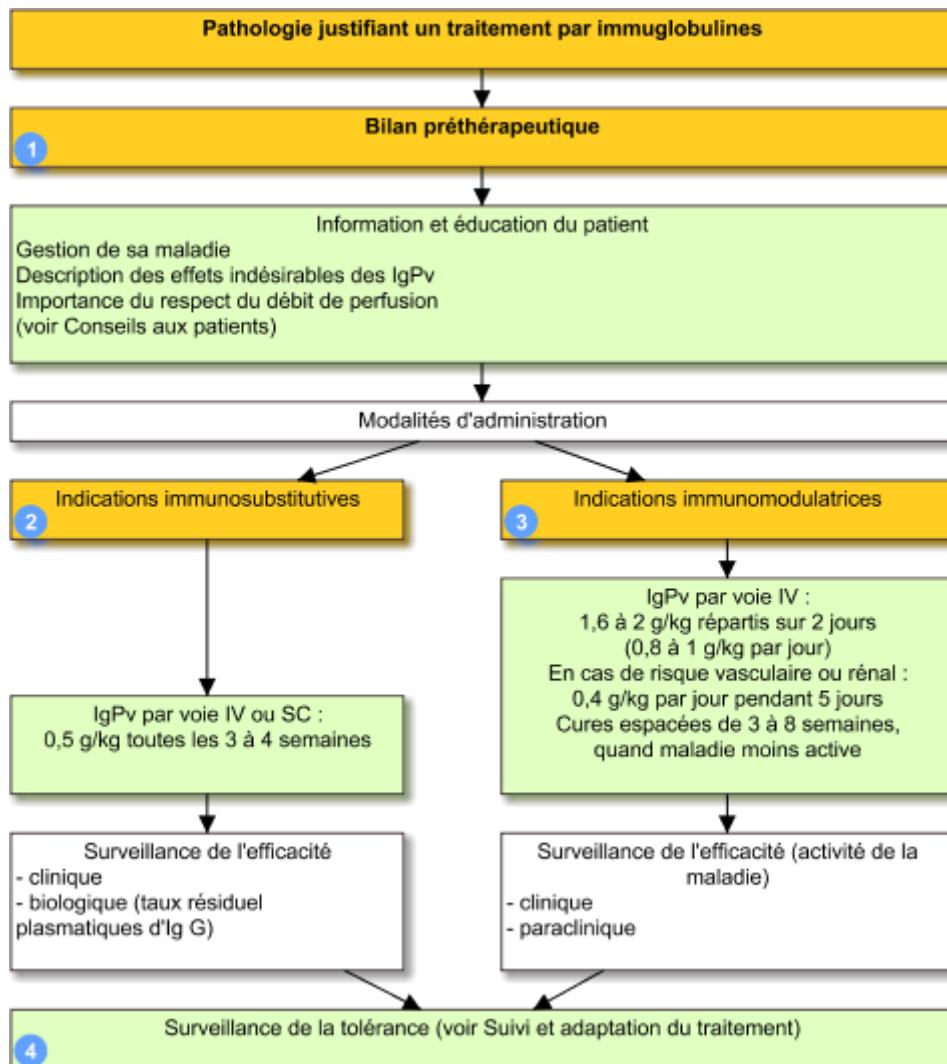 Pathologie justifiant un traitement par immuglobulines
Bilan préthérapeutique
1
Information et éducation du patient
Gestion de sa maladie
Description des effets indésirables des IgPv
Importance du respect du débit de perfusion
(voir Conseils aux patients)
Modalités d'administration
Indications immunosubstitutives
2
Indications immunomodulatrices
3
IgPv par voie IV ou SC :
0,5 g/kg toutes les 3 à 4 semaines
IgPv par voie IV :
1,6 à 2 g/kg répartis sur 2 jours
(0,8 à 1 g/kg par jour)
En cas de risque vasculaire ou rénal :
0,4 g/kg par jour pendant 5 jours
Cures espacées de 3 à 8 semaines,
quand maladie moins active
Surveillance de l'efficacité
- clinique
- biologique (taux résiduel
plasmatiques d'Ig G)
Surveillance de l'efficacité (activité de la
maladie)
- clinique
- paraclinique
Surveillance de la tolérance (voir Suivi et adaptation du traitement)
4